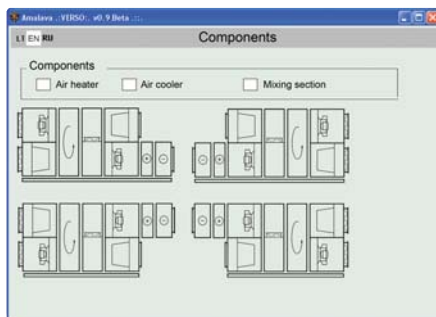 Amalava .:VERSO:. v0.9 Beta .::.
LT EN RU
Components
Components
Air heater
Air cooler
Mixing section